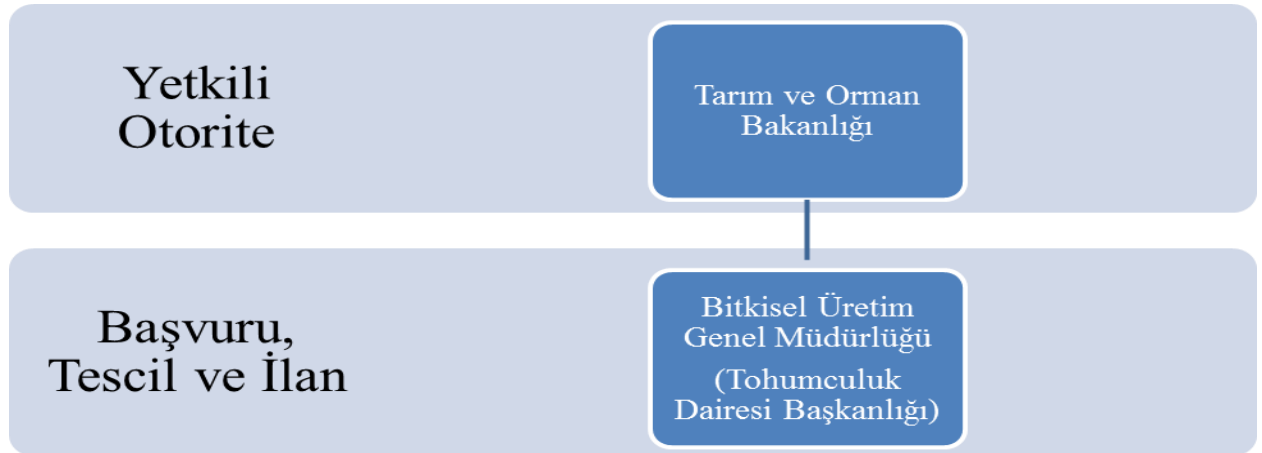 Yetkili
Otorite
Tarım ve Orman
Bakanlığı
Başvuru,
Tescil ve İlan
Bitkisel Üretim
Genel Müdürlüğü
(Tohumculuk
Dairesi Başkanlığı)